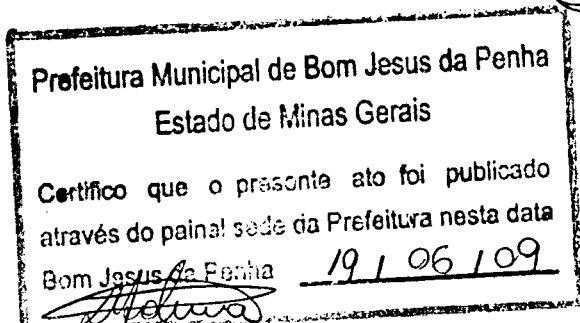 Prefeitura Municipal de Bom Jesus da Penha
Estado de Minas Gerais
Certifico que o presente ato foi publicado
através do painal sede da Prefeitura nesta data
Bom Jesus da Penha 19 / 06 / 09